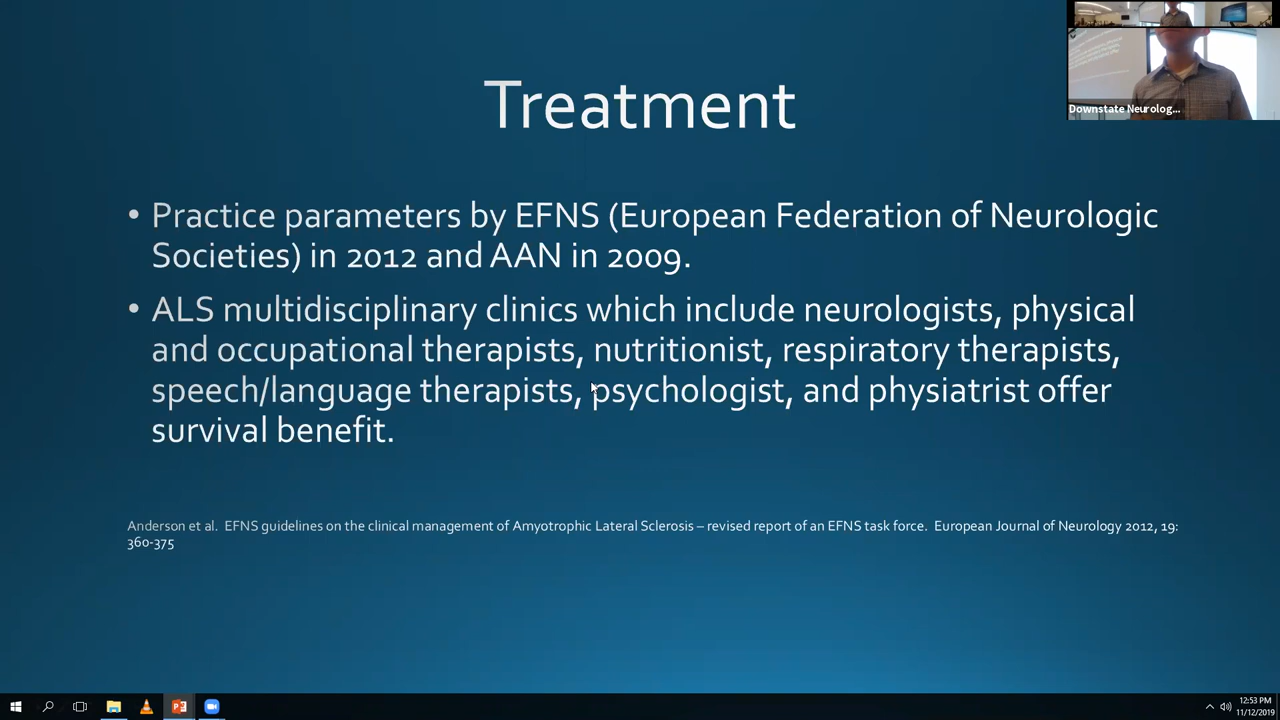 Treatment
Downstate Neurolog...
• Practice parameters by EFNS (European Federation of Neurologic
Societies) in 2012 and AAN in 2009.
• ALS multidisciplinary clinics which include neurologists, physical
and occupational therapists, nutritionist, respiratory therapists,
speech/language therapists, psychologist, and physiatrist offer
survival benefit.
Anderson et al.  EFNS guidelines on the clinical management of Amyotrophic Lateral Sclerosis – revised report of an EFNS task force.  European Journal of Neurology 2012, 19:
360-375
12:53 PM
11/12/2019